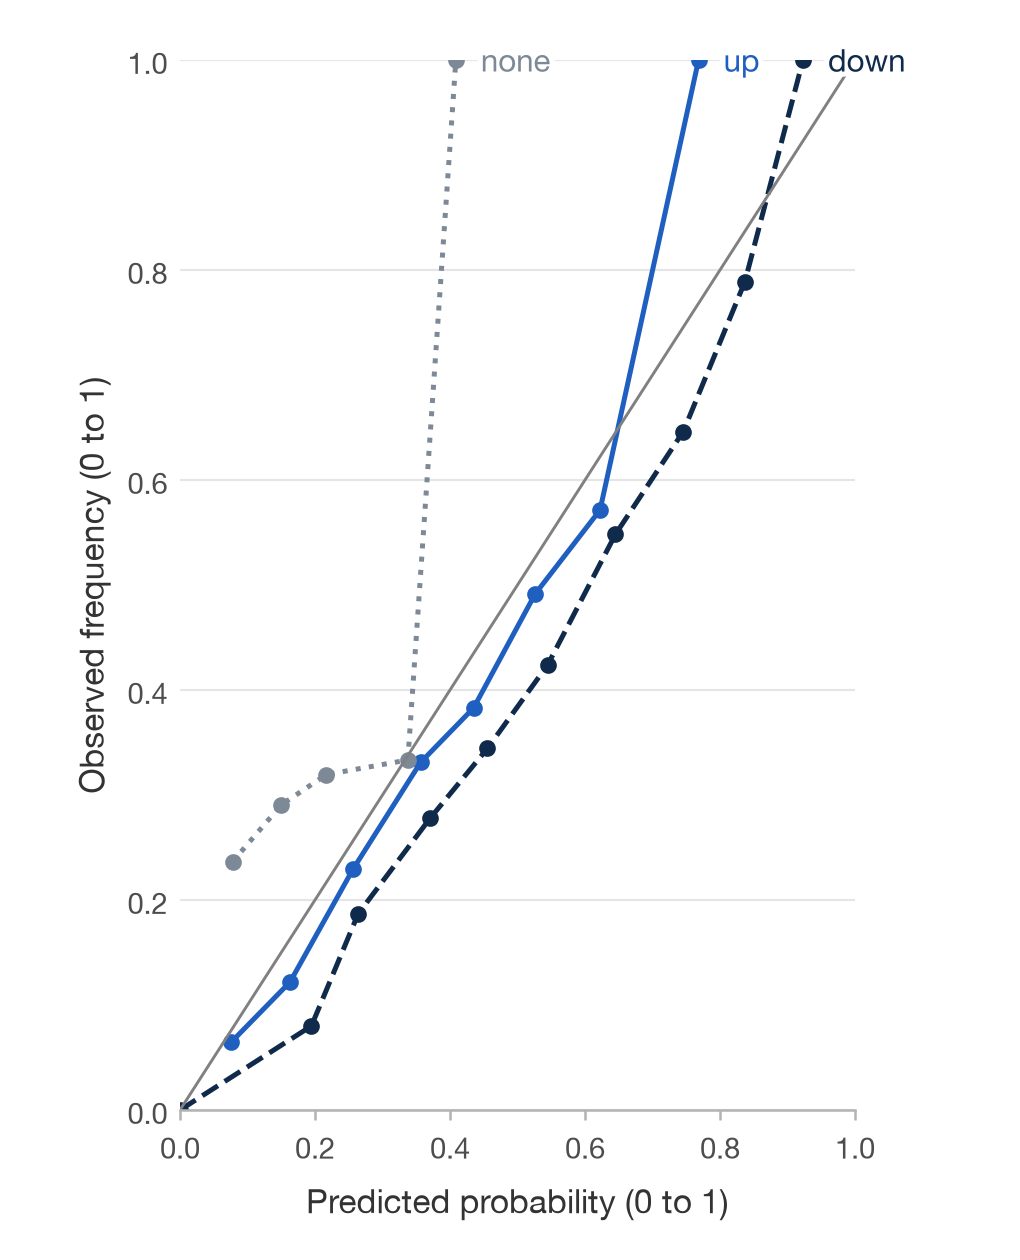 1.0
none
up
down
0.8
0.6
0.4
0.2
0.0
Observed frequency (0 to 1)
0.0 0.2 0.4 0.6 0.8 1.0
Predicted probability (0 to 1)